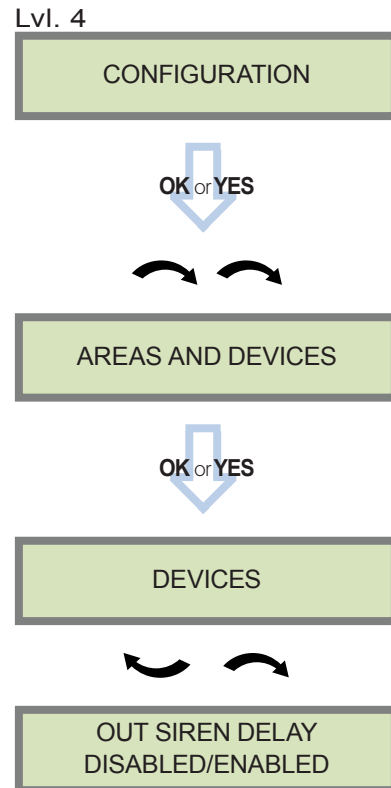 Lvl. 4
CONFIGURATION
OK or YES
AREAS AND DEVICES
OK or YES
DEVICES
OUT SIREN DELAY
DISABLED/ENABLED